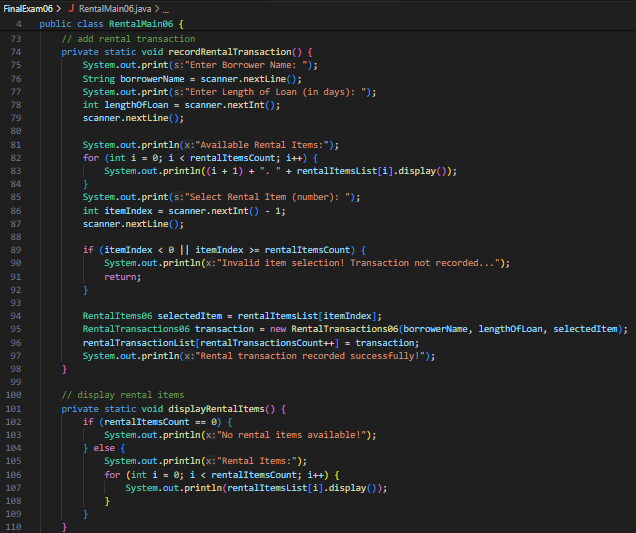 FinalExam06 > J RentalMain06.java > ...
4 public class RentalMain06 {
73 // add rental transaction
74 private static void recordRentalTransaction() {
75 System.out.print(s:"Enter Borrower Name: ");
76 String borrowerName = scanner.nextLine();
77 System.out.print(s:"Enter Length of Loan (in days): ");
78 int lengthOfLoan = scanner.nextInt();
79 scanner.nextLine();
80
81 System.out.println(x:"Available Rental Items:");
82 for (int i = 0; i < rentalItemsCount; i++) {
83 System.out.println((i + 1) + ". " + rentalItemsList[i].display());
84 }
85 System.out.print(s:"Select Rental Item (number): ");
86 int itemIndex = scanner.nextInt() - 1;
87 scanner.nextLine();
88
89 if (itemIndex < 0 || itemIndex >= rentalItemsCount) {
90 System.out.println(x:"Invalid item selection! Transaction not recorded...");
91 return;
92 }
93
94 RentalItems06 selectedItem = rentalItemsList[itemIndex];
95 RentalTransactions06 transaction = new RentalTransactions06(borrowerName, lengthOfLoan, selectedItem);
96 rentalTransactionList[rentalTransactionsCount++] = transaction;
97 System.out.println(x:"Rental transaction recorded successfully!");
98 }
99
100 // display rental items
101 private static void displayRentalItems() {
102 if (rentalItemsCount == 0) {
103 System.out.println(x:"No rental items available!");
104 } else {
105 System.out.println(x:"Rental Items:");
106 for (int i = 0; i < rentalItemsCount; i++) {
107 System.out.println(rentalItemsList[i].display());
108 }
109 }
110 }